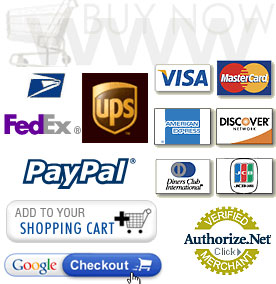 BUY NOW
WWW
VISA
MasterCard
ups
FedEx®
AMERICAN
EXPRESS
DISCOVER
NETWORK
PayPal®
Diners Club
International®
JCB
ADD TO YOUR
SHOPPING CART
VERIFIED
Authorize.Net
Click
MERCHANT
Google
Checkout